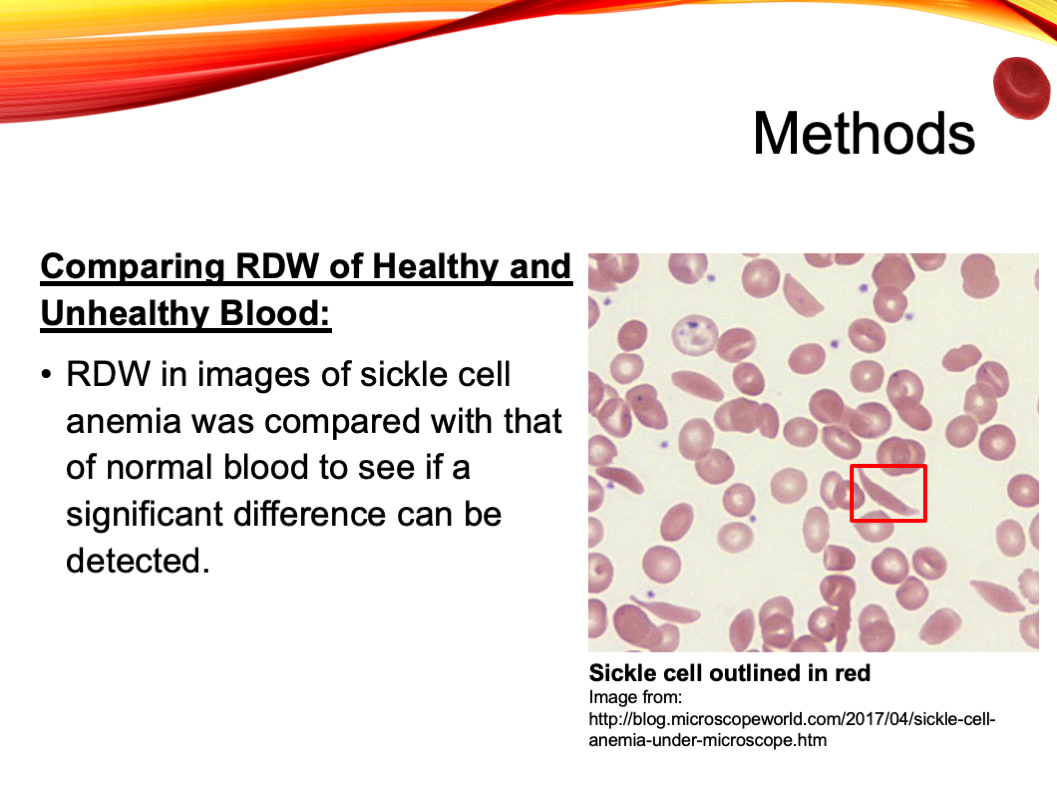 Methods
Comparing RDW of Healthy and
Unhealthy Blood:
• RDW in images of sickle cell
anemia was compared with that
of normal blood to see if a
significant difference can be
detected.
Sickle cell outlined in red
Image from:
http://blog.microscopeworld.com/2017/04/sickle-cell-
anemia-under-microscope.htm